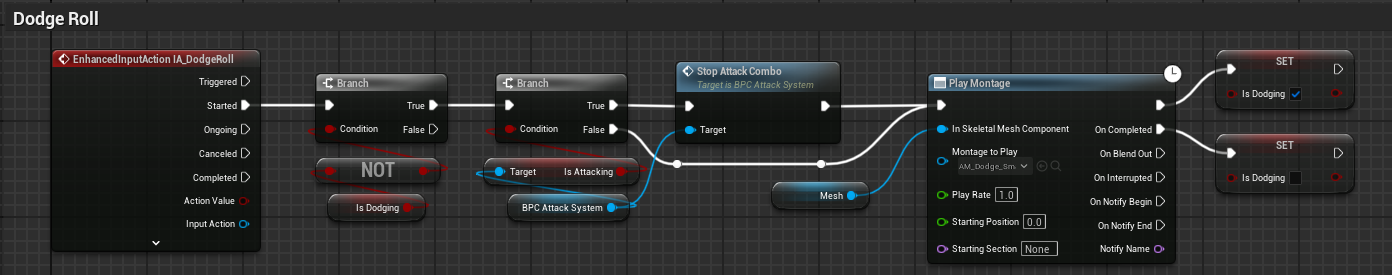 Dodge Roll
EnhancedInputAction IA_DodgeRoll
Triggered
Started
Ongoing
Canceled
Completed
Action Value
Input Action
Branch
True
Condition
False
NOT
Is Dodging
Branch
True
Condition
False
Target
Is Attacking
BPC Attack System
Stop Attack Combo
Target is BPC Attack System
Target
Mesh
Play Montage
In Skeletal Mesh Component
On Completed
Montage to Play
AM_Dodge_Sm
On Blend Out
On Interrupted
Play Rate
1.0
On Notify Begin
Starting Position
0.0
On Notify End
Starting Section
None
Notify Name
SET
Is Dodging
SET
Is Dodging